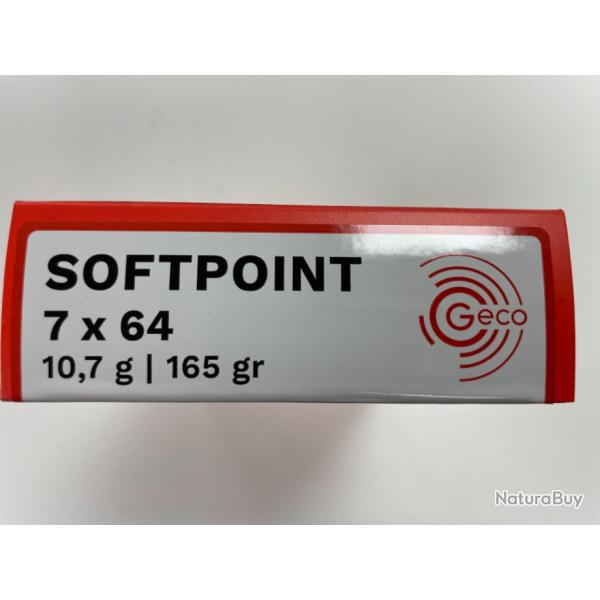 SOFTPOINT
7 x 64
10,7 g | 165 gr
Geco
NaturaBuy